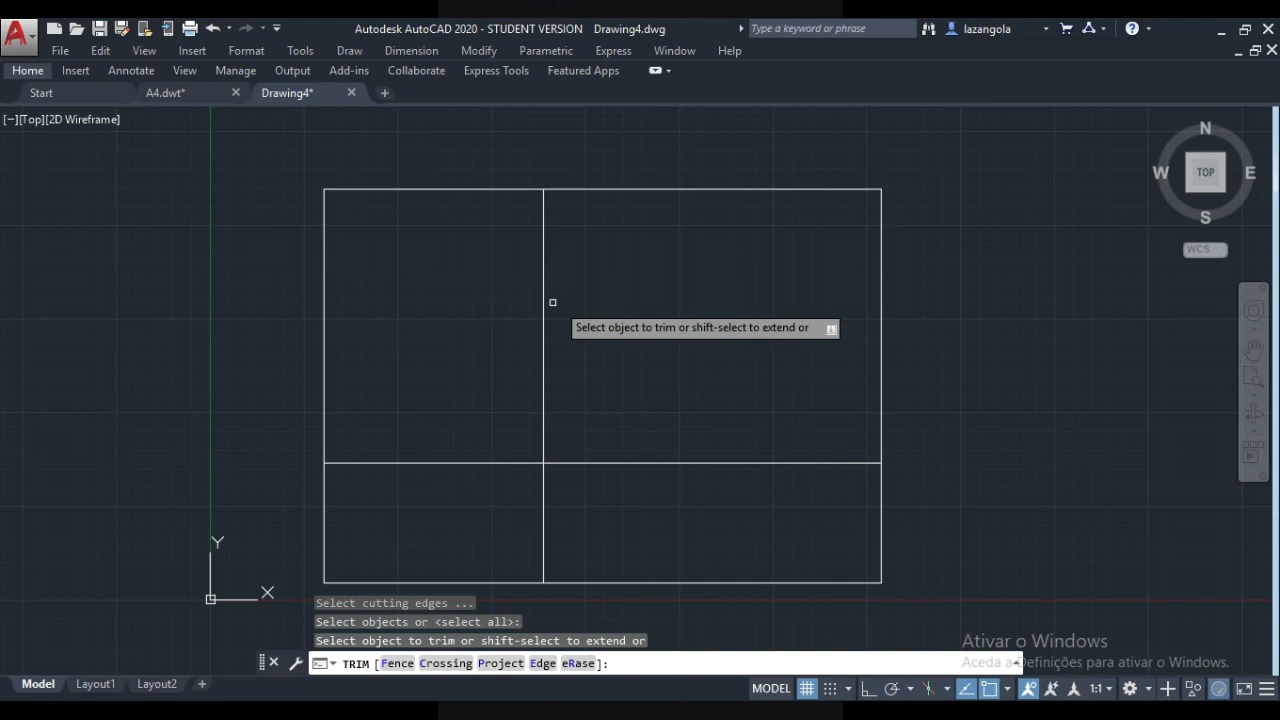 Autodesk AutoCAD 2020 - STUDENT VERSION Drawing4.dwg
Type a keyword or phrase
lazangola
File Edit View Insert Format Tools Draw Dimension Modify Parametric Express Window Help
Home Insert Annotate View Manage Output Add-ins Collaborate Express Tools Featured Apps
Start A4.dwt* Drawing4*
[−][Top][2D Wireframe]
N
W TOP E
S
WCS
Select object to trim or shift-select to extend or
Y
X
Select cutting edges ...
Select objects or <select all>:
Select object to trim or shift-select to extend or
TRIM [Fence Crossing Project Edge eRase]:
Ativar o Windows
Aceda a Definições para ativar o Windows.
Model Layout1 Layout2 +
MODEL 1:1